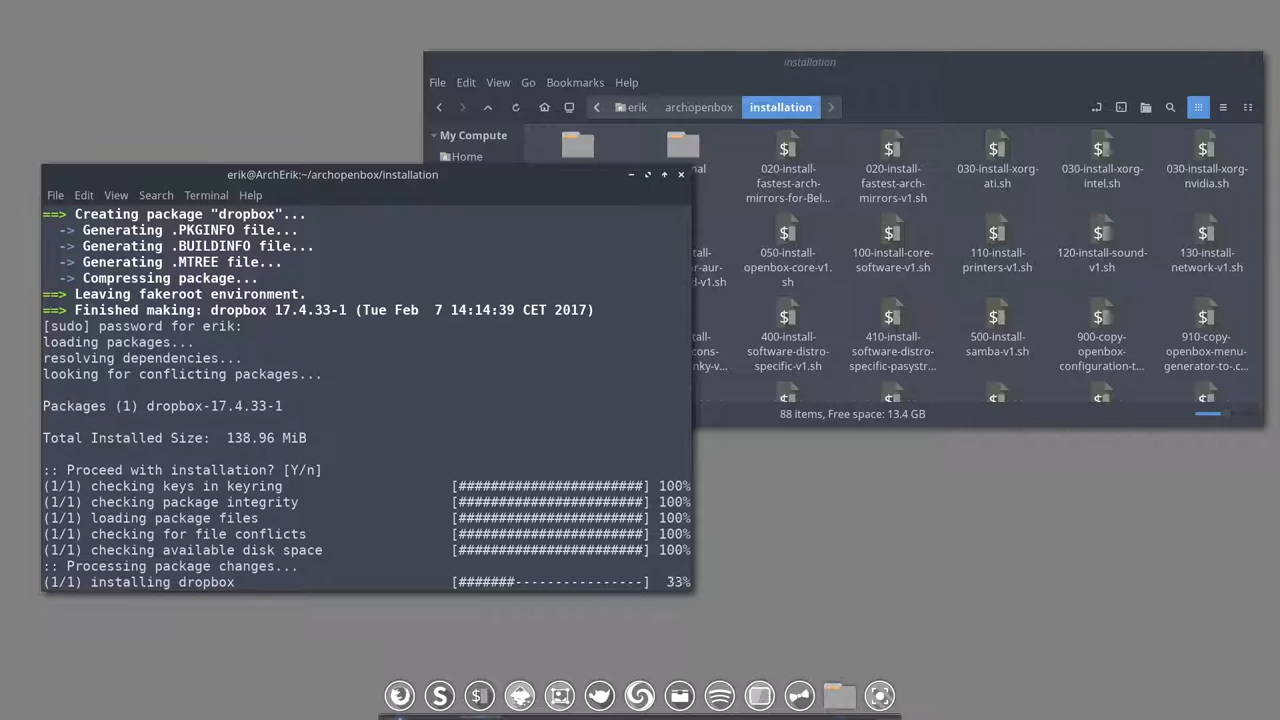 installation
File Edit View Go Bookmarks Help
erik archopenbox installation
My Compute
Home
nal
020-install-
fastest-arch-
mirrors-for-Bel...
020-install-
fastest-arch-
mirrors-v1.sh
030-install-xorg-
ati.sh
030-install-xorg-
intel.sh
030-install-xorg-
nvidia.sh
tall-
r-aur-
d-v1.sh
050-install-
openbox-core-v1.
sh
100-install-core-
software-v1.sh
110-install-
printers-v1.sh
120-install-sound-
v1.sh
130-install-
network-v1.sh
tall-
cons-
nky-v...
400-install-
software-distro-
specific-v1.sh
410-install-
software-distro-
specific-pasystr...
500-install-
samba-v1.sh
900-copy-
openbox-
configuration-t...
910-copy-
openbox-menu-
generator-to-.c...
88 items, Free space: 13.4 GB
erik@ArchErik:~/archopenbox/installation
File Edit View Search Terminal Help
==> Creating package "dropbox"...
  -> Generating .PKGINFO file...
  -> Generating .BUILDINFO file...
  -> Generating .MTREE file...
  -> Compressing package...
==> Leaving fakeroot environment.
==> Finished making: dropbox 17.4.33-1 (Tue Feb  7 14:14:39 CET 2017)
[sudo] password for erik:
loading packages...
resolving dependencies...
looking for conflicting packages...
Packages (1) dropbox-17.4.33-1
Total Installed Size:  138.96 MiB
:: Proceed with installation? [Y/n]
(1/1) checking keys in keyring [#######################] 100%
(1/1) checking package integrity [#######################] 100%
(1/1) loading package files [#######################] 100%
(1/1) checking for file conflicts [#######################] 100%
(1/1) checking available disk space [#######################] 100%
:: Processing package changes...
(1/1) installing dropbox [#######----------------] 33%